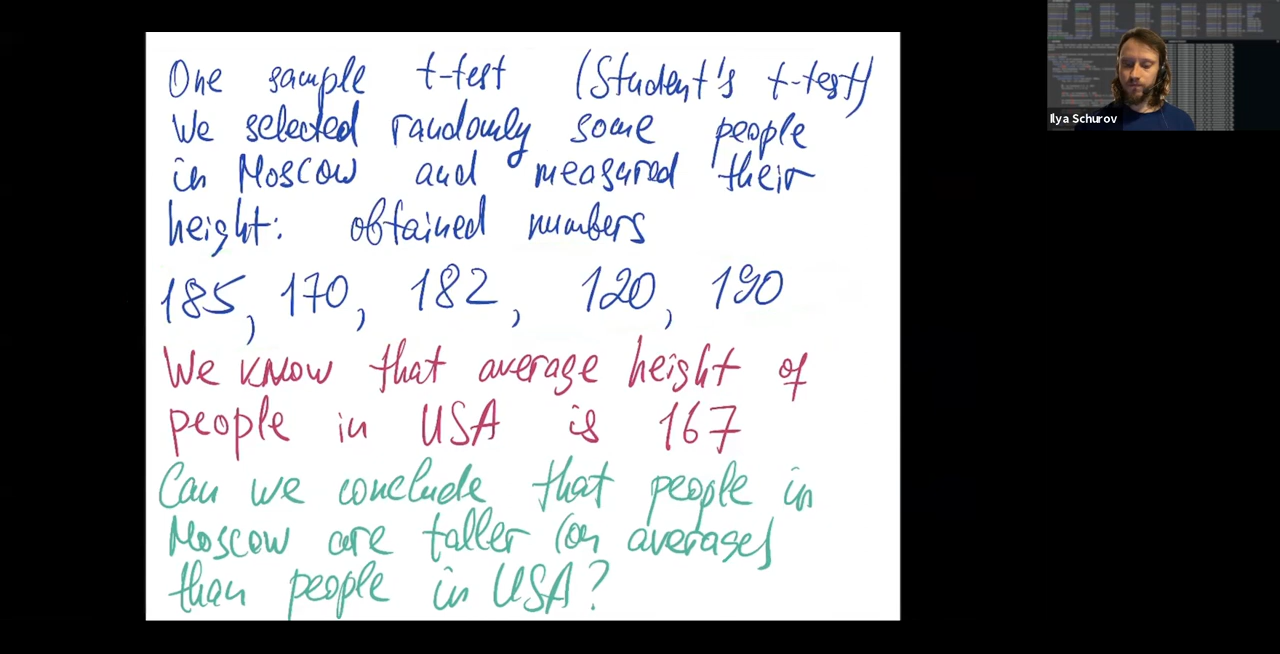 One sample t-test (Student's t-test)
We selected randomly some people
in Moscow and measured their
height: obtained numbers
185, 170, 182, 120, 190
We know that average height of
people in USA is 167
Can we conclude that people in
Moscow are taller (on average)
than people in USA?
Ilya Schurov